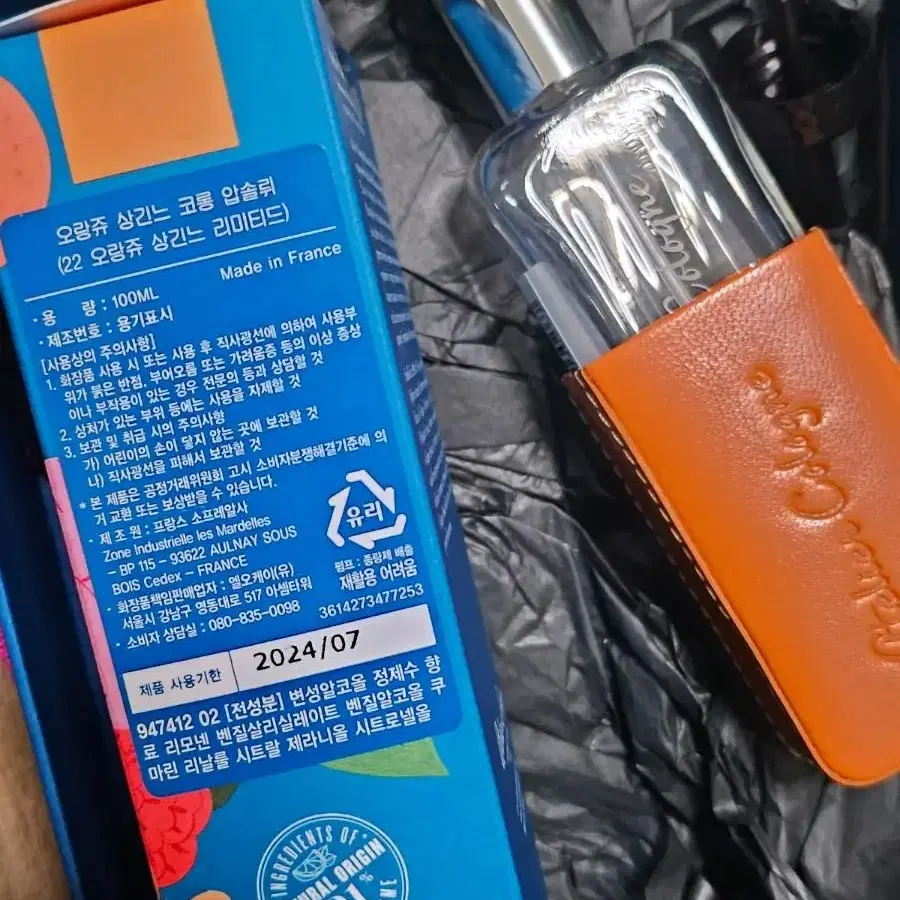 오랑쥬 상긴느 코롱 압솔뤼
(22 오랑쥬 상긴느 리미티드)
Made in France
· 용 량 : 100ML
· 제조번호 : 용기표시
[사용상의 주의사항]
1. 화장품 사용 시 또는 사용 후 직사광선에 의하여 사용부
위가 붉은 반점, 부어오름 또는 가려움증 등의 이상 증상
이나 부작용이 있는 경우 전문의 등과 상담할 것
2. 상처가 있는 부위 등에는 사용을 자제할 것
3. 보관 및 취급 시의 주의사항
가) 어린이의 손이 닿지 않는 곳에 보관할 것
나) 직사광선을 피해서 보관할 것
* 본 제품은 공정거래위원회 고시 소비자분쟁해결기준에 의
거 교환 또는 보상받을 수 있습니다.
· 제 조 원 : 프랑스 소프레알사
Zone Industrielle les Mardelles
– BP 115 – 93622 AULNAY SOUS
BOIS Cedex – FRANCE
· 화장품책임판매업자 : 엘오케이(유)
서울시 강남구 영동대로 517 아셈타워
· 소비자 상담실 : 080-835-0098
유리
펌프 : 종량제 배출
재활용 어려움
3614273477253
제품 사용기한
2024/07
947412 02 [전성분] 변성알코올 정제수 향
료 리모넨 벤질살리실레이트 벤질알코올 쿠
마린 리날룰 시트랄 제라니올 시트로넬올
INGREDIENTS OF
NATURAL ORIGIN
Cologne
Atelier Cologne